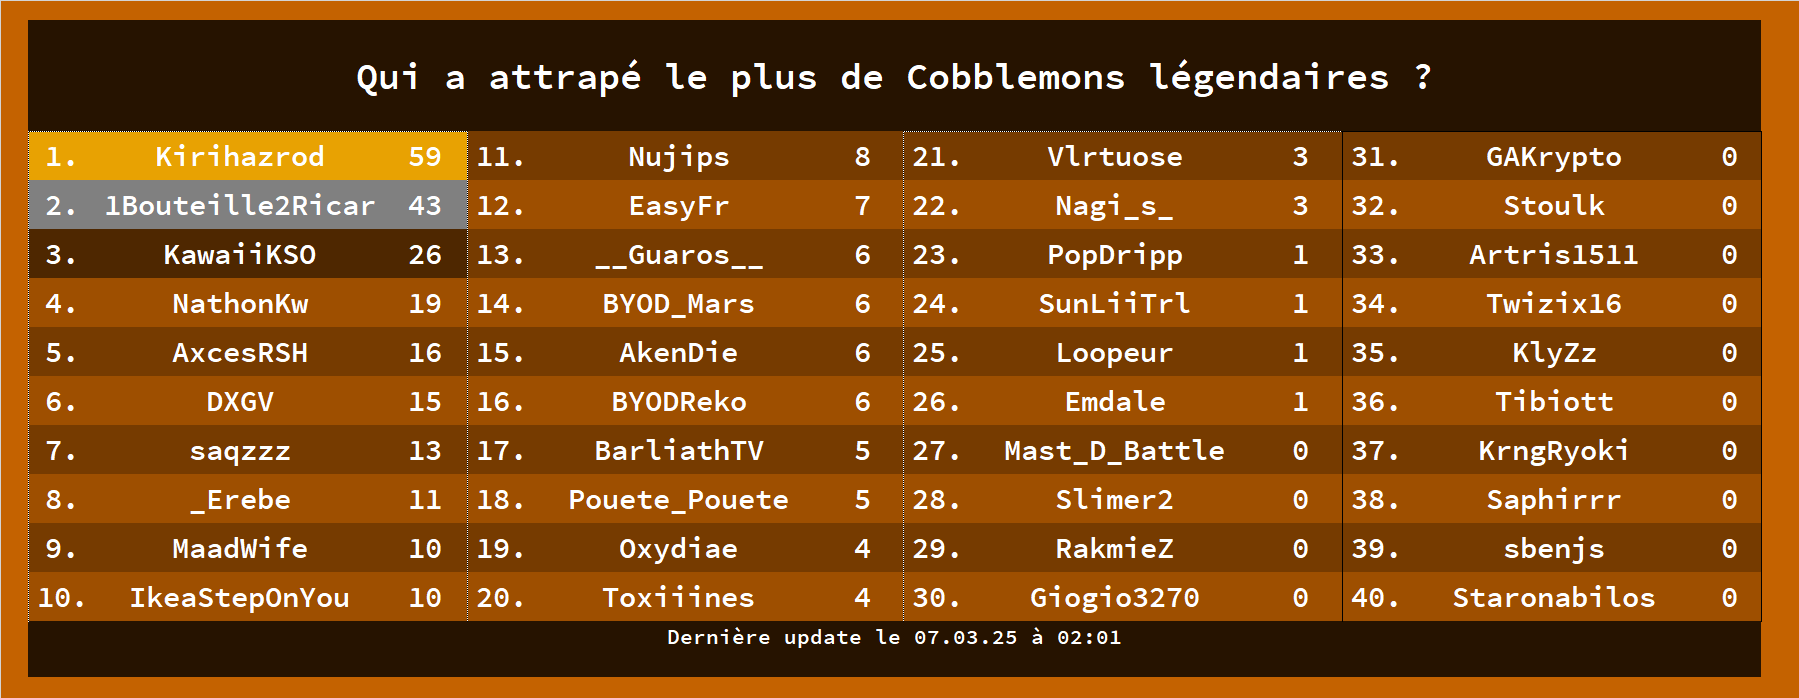 Qui a attrapé le plus de Cobblemons légendaires ?
1. Kirihazrod 59 11. Nujips 8 21. Vlrtuose 3 31. GAKrypto 0
2. 1Bouteille2Ricar 43 12. EasyFr 7 22. Nagi_s_ 3 32. Stoulk 0
3. KawaiiKSO 26 13. __Guaros__ 6 23. PopDripp 1 33. Artris1511 0
4. NathonKw 19 14. BYOD_Mars 6 24. SunLiiTrl 1 34. Twizix16 0
5. AxcesRSH 16 15. AkenDie 6 25. Loopeur 1 35. KlyZz 0
6. DXGV 15 16. BYODReko 6 26. Emdale 1 36. Tibiott 0
7. saqzzz 13 17. BarliathTV 5 27. Mast_D_Battle 0 37. KrngRyoki 0
8. _Erebe 11 18. Pouete_Pouete 5 28. Slimer2 0 38. Saphirrr 0
9. MaadWife 10 19. Oxydiae 4 29. RakmieZ 0 39. sbenjs 0
10. IkeaStepOnYou 10 20. Toxiiines 4 30. Giogio3270 0 40. Staronabilos 0
Dernière update le 07.03.25 à 02:01